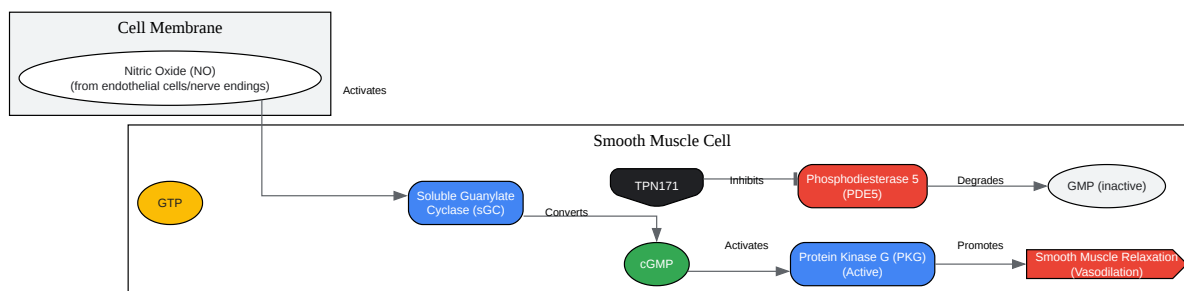 Cell Membrane
Nitric Oxide (NO)
(from endothelial cells/nerve endings)
Activates
Smooth Muscle Cell
GTP
Soluble Guanylate
Cyclase (sGC)
Converts
TPN171
Inhibits
Phosphodiesterase 5
(PDE5)
Degrades
GMP (inactive)
cGMP
Activates
Protein Kinase G (PKG)
(Active)
Promotes
Smooth Muscle Relaxation
(Vasodilation)